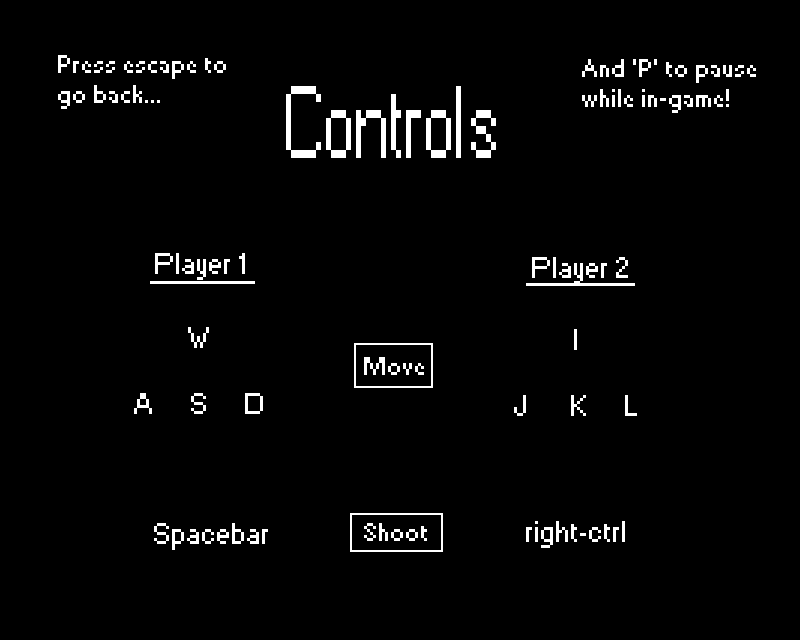 Press escape to
go back...
And 'P' to pause
while in-game!
Controls
Player 1
Player 2
W
I
Move
A S D
J K L
Spacebar
Shoot
right-ctrl